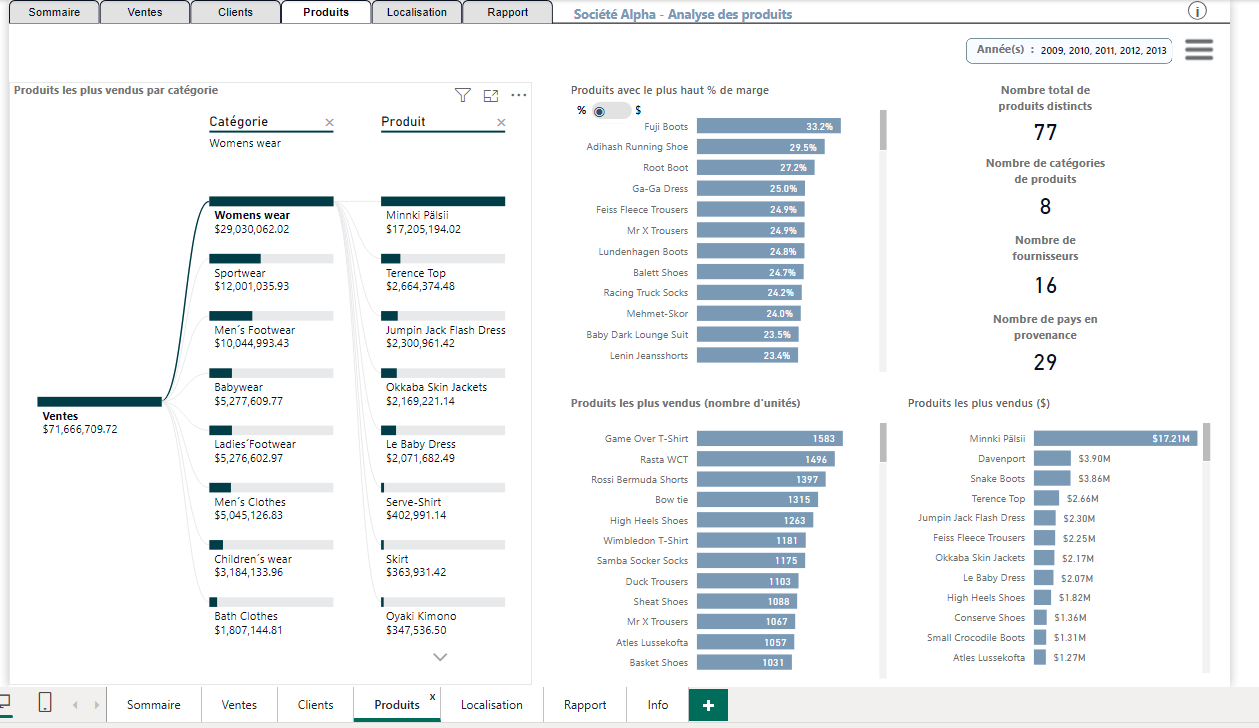 Sommaire
Ventes
Clients
Produits
Localisation
Rapport
Société Alpha - Analyse des produits
i
Année(s) : 2009, 2010, 2011, 2012, 2013
Produits les plus vendus par catégorie
Catégorie
Womens wear
Produit
Ventes
$71,666,709.72
Womens wear
$29,030,062.02
Sportwear
$12,001,035.93
Men´s Footwear
$10,044,993.43
Babywear
$5,277,609.77
Ladies´Footwear
$5,276,602.97
Men´s Clothes
$5,045,126.83
Children´s wear
$3,184,133.96
Bath Clothes
$1,807,144.81
Minnki Pälsii
$17,205,194.02
Terence Top
$2,664,374.48
Jumpin Jack Flash Dress
$2,300,961.42
Okkaba Skin Jackets
$2,169,221.14
Le Baby Dress
$2,071,682.49
Serve-Shirt
$402,991.14
Skirt
$363,931.42
Oyaki Kimono
$347,536.50
Produits avec le plus haut % de marge
% $
Fuji Boots 33.2%
Adihash Running Shoe 29.5%
Root Boot 27.2%
Ga-Ga Dress 25.0%
Feiss Fleece Trousers 24.9%
Mr X Trousers 24.9%
Lundenhagen Boots 24.8%
Balett Shoes 24.7%
Racing Truck Socks 24.2%
Mehmet-Skor 24.0%
Baby Dark Lounge Suit 23.5%
Lenin Jeansshorts 23.4%
Nombre total de
produits distincts
77
Nombre de catégories
de produits
8
Nombre de
fournisseurs
16
Nombre de pays en
provenance
29
Produits les plus vendus (nombre d'unités)
Game Over T-Shirt 1583
Rasta WCT 1496
Rossi Bermuda Shorts 1397
Bow tie 1315
High Heels Shoes 1263
Wimbledon T-Shirt 1181
Samba Socker Socks 1175
Duck Trousers 1103
Sheat Shoes 1088
Mr X Trousers 1067
Atles Lussekofta 1057
Basket Shoes 1031
Produits les plus vendus ($)
Minnki Pälsii $17.21M
Davenport $3.90M
Snake Boots $3.86M
Terence Top $2.66M
Jumpin Jack Flash Dress $2.30M
Feiss Fleece Trousers $2.25M
Okkaba Skin Jackets $2.17M
Le Baby Dress $2.07M
High Heels Shoes $1.82M
Conserve Shoes $1.36M
Small Crocodile Boots $1.31M
Atles Lussekofta $1.27M
Sommaire
Ventes
Clients
Produits
x
Localisation
Rapport
Info
+